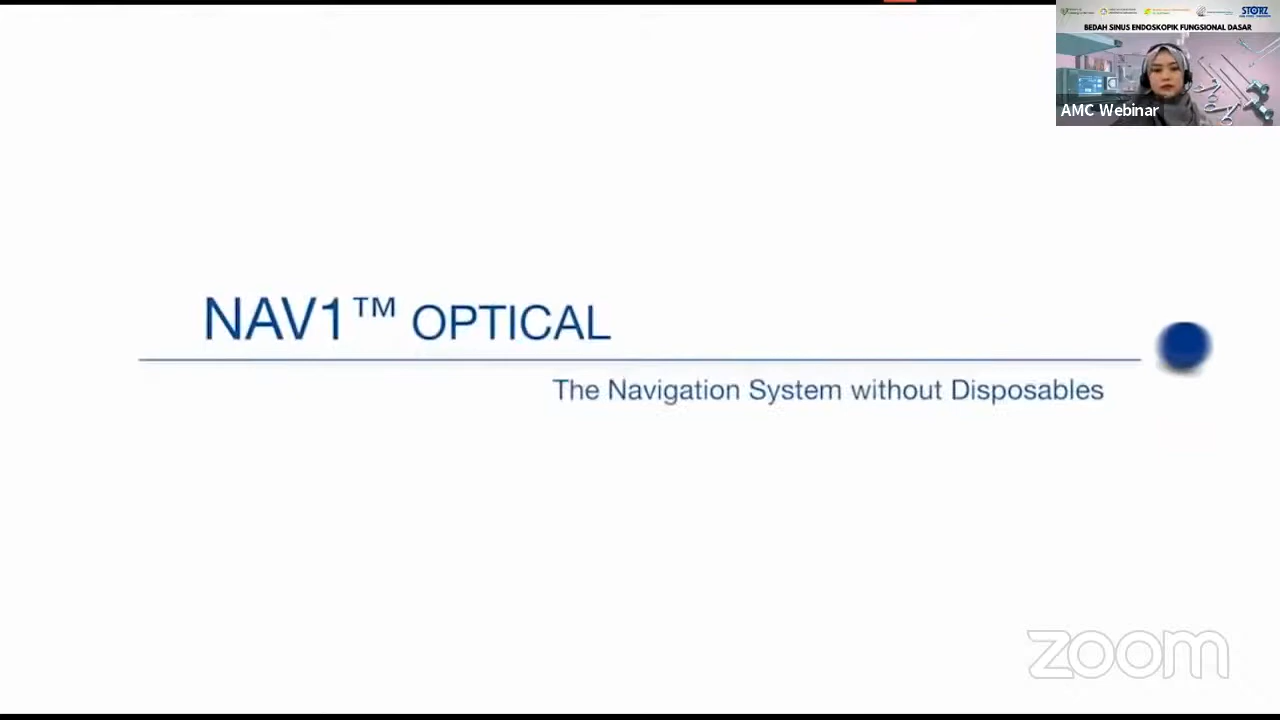 STORZ
BEDAH SINUS ENDOSKOPIK FUNGSIONAL DASAR
AMC Webinar
NAV1™ OPTICAL
The Navigation System without Disposables
zoom